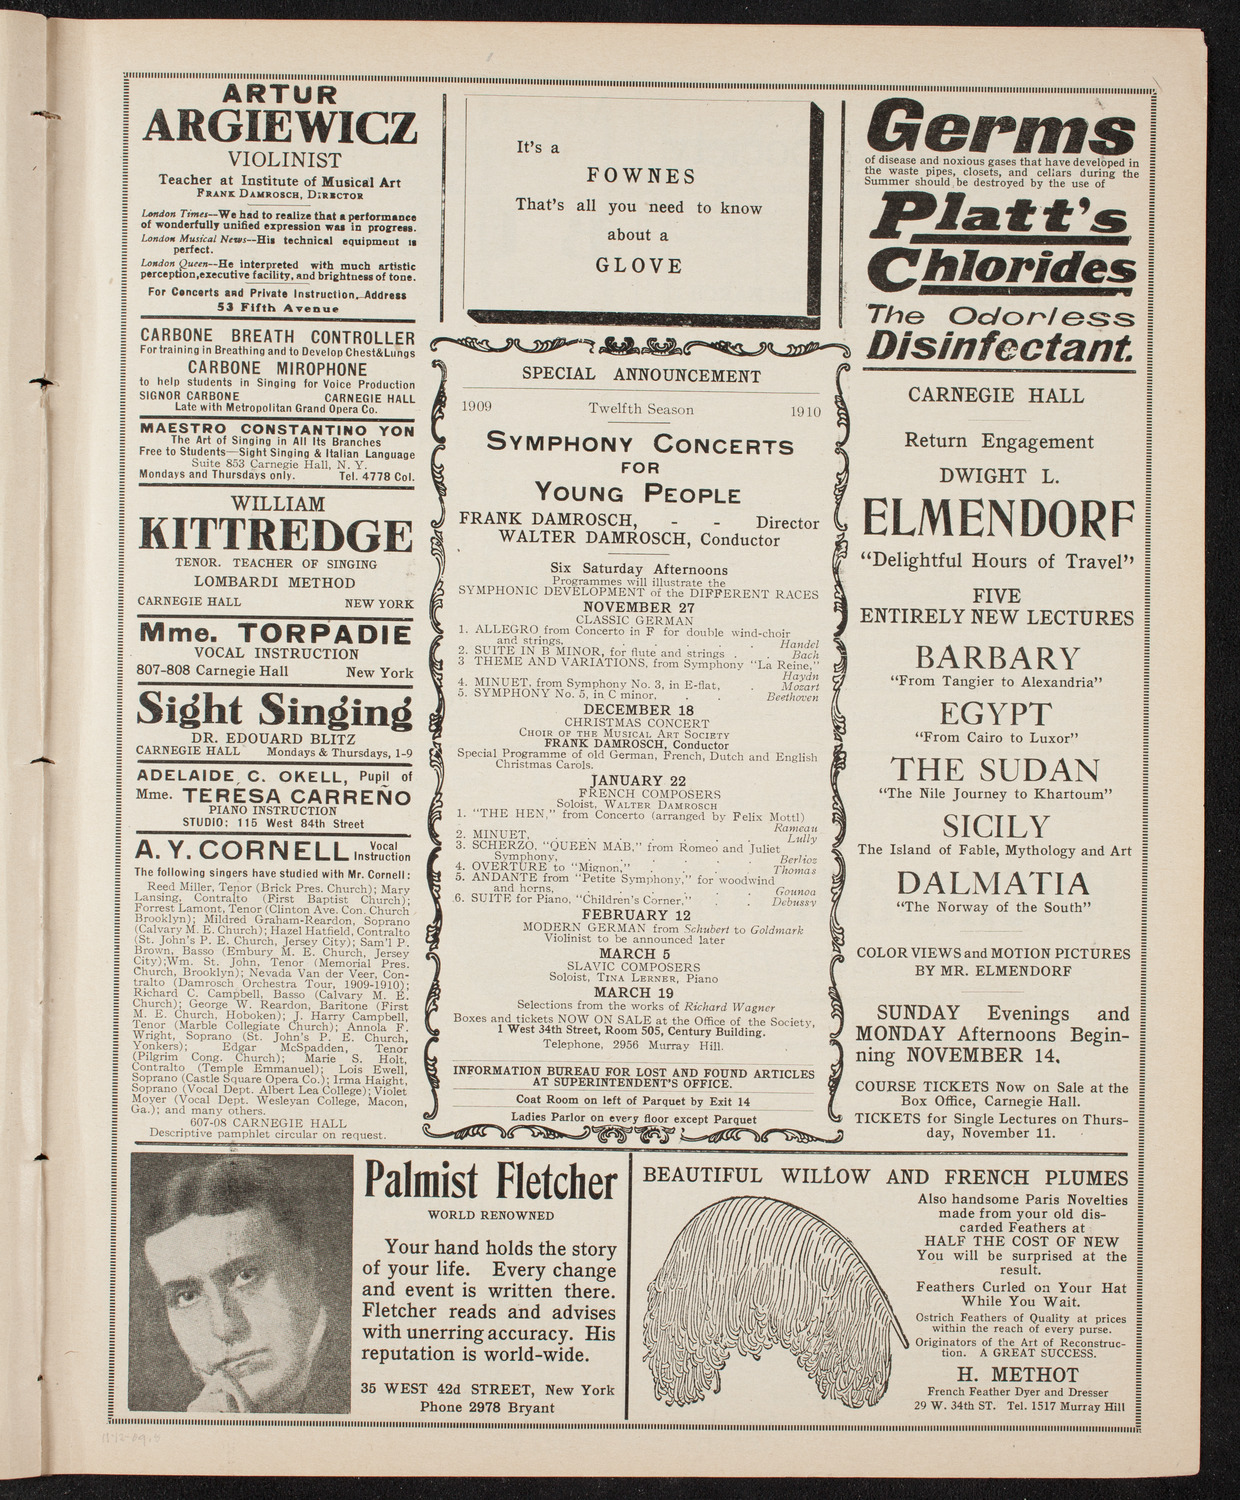 ARTUR
ARGIEWICZ
VIOLINIST
Teacher at Institute of Musical Art
FRANK DAMROSCH, DIRECTOR
London Times--We had to realize that a performance
of wonderfully unified expression was in progress.
London Musical News--His technical equipment is
perfect.
London Queen--He interpreted with much artistic
perception,executive facility, and brightness of tone.
For Concerts and Private Instruction, Address
53 Fifth Avenue
CARBONE BREATH CONTROLLER
For training in Breathing and to Develop Chest&Lungs
CARBONE MIROPHONE
to help students in Singing for Voice Production
SIGNOR CARBONE CARNEGIE HALL
Late with Metropolitan Grand Opera Co.
MAESTRO CONSTANTINO YON
The Art of Singing in All Its Branches
Free to Students—Sight Singing & Italian Language
Suite 853 Carnegie Hall, N. Y.
Mondays and Thursdays only. Tel. 4778 Col.
WILLIAM
KITTREDGE
TENOR. TEACHER OF SINGING
LOMBARDI METHOD
CARNEGIE HALL NEW YORK
Mme. TORPADIE
VOCAL INSTRUCTION
807-808 Carnegie Hall New York
Sight Singing
DR. EDOUARD BLITZ
CARNEGIE HALL Mondays & Thursdays, 1-9
ADELAIDE C. OKELL, Pupil of
Mme. TERESA CARREÑO
PIANO INSTRUCTION
STUDIO: 115 West 84th Street
A. Y. CORNELL Vocal Instruction
The following singers have studied with Mr. Cornell:
Reed Miller, Tenor (Brick Pres. Church); Mary
Lansing, Contralto (First Baptist Church);
Forrest Lamont, Tenor (Clinton Ave. Con. Church
Brooklyn); Mildred Graham-Reardon, Soprano
(Calvary M. E. Church); Hazel Hatfield, Contralto
(St. John's P. E. Church, Jersey City); Sam'l P.
Brown, Basso (Embury M. E. Church, Jersey
City);Wm. St. John, Tenor (Memorial Pres.
Church, Brooklyn); Nevada Van der Veer, Con-
tralto (Damrosch Orchestra Tour, 1909-1910);
Richard C. Campbell, Basso (Calvary M. E.
Church); George W. Reardon, Baritone (First
M. E. Church, Hoboken); J. Harry Campbell,
Tenor (Marble Collegiate Church); Annola F.
Wright, Soprano (St. John's P. E. Church,
Yonkers); Edgar McSpadden, Tenor
(Pilgrim Cong. Church); Marie S. Holt,
Contralto (Temple Emmanuel); Lois Ewell,
Soprano (Castle Square Opera Co.); Irma Haight,
Soprano (Vocal Dept. Albert Lea College); Violet
Moyer (Vocal Dept. Wesleyan College, Macon,
Ga.); and many others.
607-08 CARNEGIE HALL
Descriptive pamphlet circular on request.
It's a
FOWNES
That's all you need to know
about a
GLOVE
SPECIAL ANNOUNCEMENT
1909 Twelfth Season 1910
SYMPHONY CONCERTS
FOR
YOUNG PEOPLE
FRANK DAMROSCH, - - Director
WALTER DAMROSCH, Conductor
Six Saturday Afternoons
Programmes will illustrate the
SYMPHONIC DEVELOPMENT of the DIFFERENT RACES
NOVEMBER 27
CLASSIC GERMAN
1. ALLEGRO from Concerto in F for double wind-choir
and strings, . . . . . Handel
2. SUITE IN B MINOR, for flute and strings . . Bach
3 THEME AND VARIATIONS, from Symphony "La Reine,"
Haydn
4. MINUET, from Symphony No. 3, in E-flat, . Mozart
5. SYMPHONY No. 5, in C minor, . . . Beethoven
DECEMBER 18
CHRISTMAS CONCERT
CHOIR OF THE MUSICAL ART SOCIETY
FRANK DAMROSCH, Conductor
Special Programme of old German, French, Dutch and English
Christmas Carols.
JANUARY 22
FRENCH COMPOSERS
Soloist, WALTER DAMROSCH
1. "THE HEN," from Concerto (arranged by Felix Mottl)
Rameau
2. MINUET, . . . . . Lully
3. SCHERZO, "QUEEN MAB," from Romeo and Juliet
Symphony, . . . . . Berlioz
4. OVERTURE to "Mignon," . . . . Thomas
5. ANDANTE from "Petite Symphony," for woodwind
and horns, . . . . . Gounod
6. SUITE for Piano, "Children's Corner," . . Debussy
FEBRUARY 12
MODERN GERMAN from Schubert to Goldmark
Violinist to be announced later
MARCH 5
SLAVIC COMPOSERS
Soloist, TINA LERNER, Piano
MARCH 19
Selections from the works of Richard Wagner
Boxes and tickets NOW ON SALE at the Office of the Society,
1 West 34th Street, Room 505, Century Building.
Telephone, 2956 Murray Hill.
INFORMATION BUREAU FOR LOST AND FOUND ARTICLES
AT SUPERINTENDENT'S OFFICE.
Coat Room on left of Parquet by Exit 14
Ladies Parlor on every floor except Parquet
Germs
of disease and noxious gases that have developed in
the waste pipes, closets, and cellars during the
Summer should be destroyed by the use of
Platt's
Chlorides
The Odorless
Disinfectant.
CARNEGIE HALL
Return Engagement
DWIGHT L.
ELMENDORF
"Delightful Hours of Travel"
FIVE
ENTIRELY NEW LECTURES
BARBARY
"From Tangier to Alexandria"
EGYPT
"From Cairo to Luxor"
THE SUDAN
"The Nile Journey to Khartoum"
SICILY
The Island of Fable, Mythology and Art
DALMATIA
"The Norway of the South"
COLOR VIEWS and MOTION PICTURES
BY MR. ELMENDORF
SUNDAY Evenings and
MONDAY Afternoons Begin-
ning NOVEMBER 14.
COURSE TICKETS Now on Sale at the
Box Office, Carnegie Hall.
TICKETS for Single Lectures on Thurs-
day, November 11.
Palmist Fletcher
WORLD RENOWNED
Your hand holds the story
of your life. Every change
and event is written there.
Fletcher reads and advises
with unerring accuracy. His
reputation is world-wide.
35 WEST 42d STREET, New York
Phone 2978 Bryant
BEAUTIFUL WILLOW AND FRENCH PLUMES
Also handsome Paris Novelties
made from your old dis-
carded Feathers at
HALF THE COST OF NEW
You will be surprised at the
result.
Feathers Curled on Your Hat
While You Wait.
Ostrich Feathers of Quality at prices
within the reach of every purse.
Originators of the Art of Reconstruc-
tion. A GREAT SUCCESS.
H. METHOT
French Feather Dyer and Dresser
29 W. 34th ST. Tel. 1517 Murray Hill